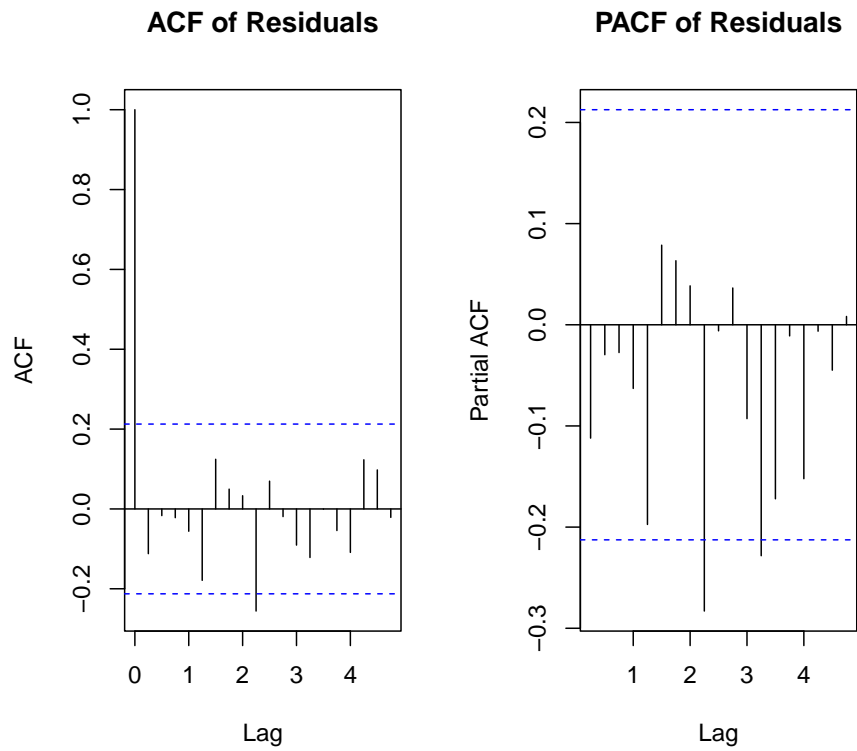 ACF of Residuals
ACF
1.0
0.8
0.6
0.4
0.2
0.0
−0.2
0 1 2 3 4
Lag
PACF of Residuals
Partial ACF
0.2
0.1
0.0
−0.1
−0.2
−0.3
1 2 3 4
Lag